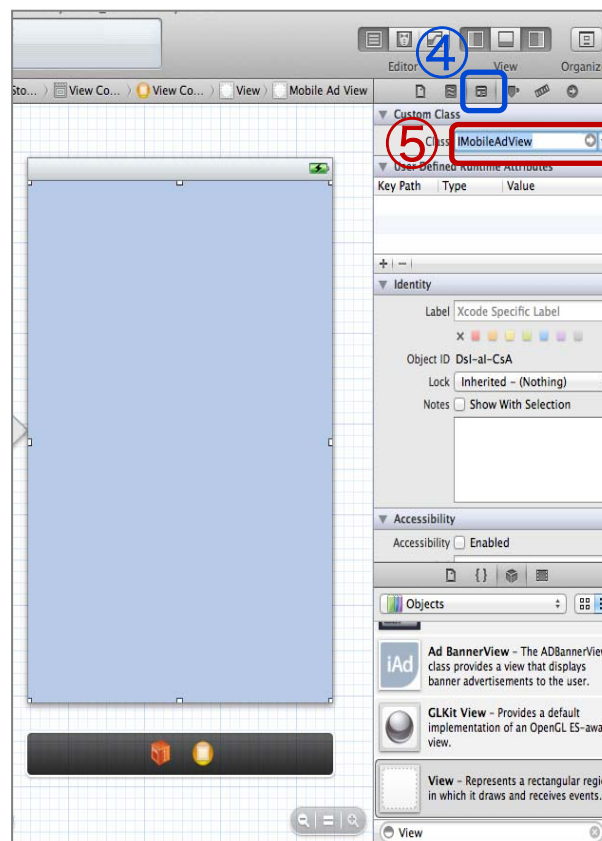 Editor
View
Organiz
④
Sto... View Co... View Co... View Mobile Ad View
Custom Class
⑤
Class IMobileAdView
User Defined Runtime Attributes
Key Path Type Value
Identity
Label Xcode Specific Label
Object ID DsI-aI-CsA
Lock Inherited - (Nothing)
Notes Show With Selection
Accessibility
Accessibility Enabled
{}
Objects
iAd
Ad BannerView - The ADBannerView
class provides a view that displays
banner advertisements to the user.
GLKit View - Provides a default
implementation of an OpenGL ES-awa
view.
View - Represents a rectangular regi
in which it draws and receives events.
View